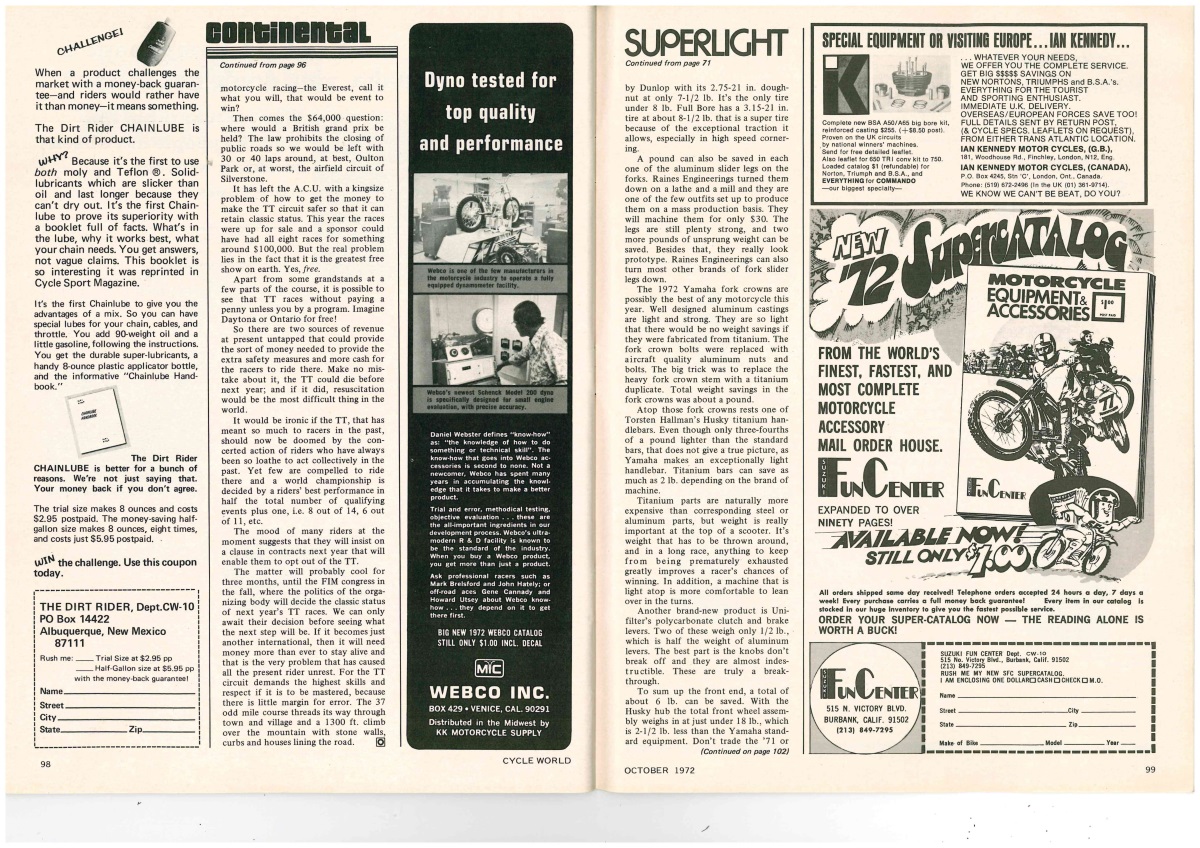 CHALLENGE!
When a product challenges the
market with a money-back guaran-
tee—and riders would rather have
it than money—it means something.
The Dirt Rider CHAINLUBE is
that kind of product.
WHY? Because it's the first to use
both moly and Teflon ®. Solid-
lubricants which are slicker than
oil and last longer because they
can't dry out. It's the first Chain-
lube to prove its superiority with
a booklet full of facts. What's in
the lube, why it works best, what
your chain needs. You get answers,
not vague claims. This booklet is
so interesting it was reprinted in
Cycle Sport Magazine.
It's the first Chainlube to give you the
advantages of a mix. So you can have
special lubes for your chain, cables, and
throttle. You add 90-weight oil and a
little gasoline, following the instructions.
You get the durable super-lubricants, a
handy 8-ounce plastic applicator bottle,
and the informative "Chainlube Hand-
book."
CHAINLUBE
HANDBOOK
The Dirt Rider
CHAINLUBE is better for a bunch of
reasons. We're not just saying that.
Your money back if you don't agree.
The trial size makes 8 ounces and costs
$2.95 postpaid. The money-saving half-
gallon size makes 8 ounces, eight times,
and costs just $5.95 postpaid.
WIN the challenge. Use this coupon
today.
THE DIRT RIDER, Dept.CW-10
PO Box 14422
Albuquerque, New Mexico
87111
Rush me: ____ Trial Size at $2.95 pp
____ Half-Gallon size at $5.95 pp
with the money-back guarantee!
Name
Street
City
State Zip
98
continental
Continued from page 96
motorcycle racing—the Everest, call it
what you will, that would be event to
win?
Then comes the $64,000 question:
where would a British grand prix be
held? The law prohibits the closing of
public roads so we would be left with
30 or 40 laps around, at best, Oulton
Park or, at worst, the airfield circuit of
Silverstone.
It has left the A.C.U. with a kingsize
problem of how to get the money to
make the TT circuit safer so that it can
retain classic status. This year the races
were up for sale and a sponsor could
have had all eight races for something
around $100,000. But the real problem
lies in the fact that it is the greatest free
show on earth. Yes, free.
Apart from some grandstands at a
few parts of the course, it is possible to
see that TT races without paying a
penny unless you by a program. Imagine
Daytona or Ontario for free!
So there are two sources of revenue
at present untapped that could provide
the sort of money needed to provide the
extra safety measures and more cash for
the racers to ride there. Make no mis-
take about it, the TT could die before
next year; and if it did, resuscitation
would be the most difficult thing in the
world.
It would be ironic if the TT, that has
meant so much to racers in the past,
should now be doomed by the con-
certed action of riders who have always
been so loathe to act collectively in the
past. Yet few are compelled to ride
there and a world championship is
decided by a riders' best performance in
half the total number of qualifying
events plus one, i.e. 8 out of 14, 6 out
of 11, etc.
The mood of many riders at the
moment suggests that they will insist on
a clause in contracts next year that will
enable them to opt out of the TT.
The matter will probably cool for
three months, until the FIM congress in
the fall, where the politics of the orga-
nizing body will decide the classic status
of next year's TT races. We can only
await their decision before seeing what
the next step will be. If it becomes just
another international, then it will need
more money than ever to stay alive and
that is the very problem that has caused
all the present rider unrest. For the TT
circuit demands the highest skills and
respect if it is to be mastered, because
there is little margin for error. The 37
odd mile course threads its way through
town and village and a 1300 ft. climb
over the mountain with stone walls,
curbs and houses lining the road.
Dyno tested for
top quality
and performance
Webco is one of the few manufacturers in
the motorcycle industry to operate a fully
equipped dynamometer facility.
Webco's newest Schenck Model 200 dyno
is specifically designed for small engine
evaluation, with precise accuracy.
Daniel Webster defines "know-how"
as: "the knowledge of how to do
something or technical skill". The
know-how that goes into Webco ac-
cessories is second to none. Not a
newcomer, Webco has spent many
years in accumulating the knowl-
edge that it takes to make a better
product.
Trial and error, methodical testing,
objective evaluation . . . these are
the all-important ingredients in our
development process. Webco's ultra-
modern R & D facility is known to
be the standard of the industry.
When you buy a Webco product,
you get more than just a product.
Ask professional racers such as
Mark Brelsford and John Hately; or
off-road aces Gene Cannady and
Howard Utsey about Webco know-
how . . . they depend on it to get
there first.
BIG NEW 1972 WEBCO CATALOG
STILL ONLY $1.00 INCL. DECAL
MIC
WEBCO INC.
BOX 429 • VENICE, CAL. 90291
Distributed in the Midwest by
KK MOTORCYCLE SUPPLY
CYCLE WORLD
SUPERLIGHT
Continued from page 71
by Dunlop with its 2.75-21 in. dough-
nut at only 7-1/2 lb. It's the only tire
under 8 lb. Full Bore has a 3.15-21 in.
tire at about 8-1/2 lb. that is a super tire
because of the exceptional traction it
allows, especially in high speed corner-
ing.
A pound can also be saved in each
one of the aluminum slider legs on the
forks. Raines Engineering turned them
down on a lathe and a mill and they are
one of the few outfits set up to produce
them on a mass production basis. They
will machine them for only $30. The
legs are still plenty strong, and two
more pounds of unsprung weight can be
saved. Besides that, they really look
prototype. Raines Engineering can also
turn most other brands of fork slider
legs down.
The 1972 Yamaha fork crowns are
possibly the best of any motorcycle this
year. Well designed aluminum castings
are light and strong. They are so light
that there would be no weight savings if
they were fabricated from titanium. The
fork crown bolts were replaced with
aircraft quality aluminum nuts and
bolts. The big trick was to replace the
heavy fork crown stem with a titanium
duplicate. Total weight savings in the
fork crowns was about a pound.
Atop those fork crowns rests one of
Torsten Hallman's Husky titanium han-
dlebars. Even though only three-fourths
of a pound lighter than the standard
bars, that does not give a true picture, as
Yamaha makes an exceptionally light
handlebar. Titanium bars can save as
much as 2 lb. depending on the brand of
machine.
Titanium parts are naturally more
expensive than corresponding steel or
aluminum parts, but weight is really
important at the top of a scooter. It's
weight that has to be thrown around,
and in a long race, anything to keep
from being prematurely exhausted
greatly improves a racer's chances of
winning. In addition, a machine that is
light atop is more comfortable to lean
over in the turns.
Another brand-new product is Uni-
filter's polycarbonate clutch and brake
levers. Two of these weigh only 1/2 lb.,
which is half the weight of aluminum
levers. The best part is the knobs don't
break off and they are almost indes-
tructible. These are truly a break-
through.
To sum up the front end, a total of
about 6 lb. can be saved. With the
Husky hub the total front wheel assem-
bly weighs in at just under 18 lb., which
is 2-1/2 lb. less than the Yamaha stand-
ard equipment. Don't trade the '71 or
(Continued on page 102)
OCTOBER 1972
SPECIAL EQUIPMENT OR VISITING EUROPE...IAN KENNEDY...
Complete new BSA A50/A65 big bore kit,
reinforced casting $255. (+$8.50 post).
Proven on the UK circuits
by national winners' machines.
Send for free detailed leaflet.
Also leaflet for 650 TRI conv kit to 750.
Loaded catalog $1 (refundable) for
Norton, Triumph and B.S.A., and
EVERYTHING for COMMANDO
—our biggest specialty—
. . . WHATEVER YOUR NEEDS,
WE OFFER YOU THE COMPLETE SERVICE.
GET BIG $$$$$ SAVINGS ON
NEW NORTONS, TRIUMPHS and B.S.A.'s.
EVERYTHING FOR THE TOURIST
AND SPORTING ENTHUSIAST.
IMMEDIATE U.K. DELIVERY.
OVERSEAS/EUROPEAN FORCES SAVE TOO!
FULL DETAILS SENT BY RETURN POST,
(& CYCLE SPECS. LEAFLETS ON REQUEST),
FROM EITHER TRANS ATLANTIC LOCATION.
IAN KENNEDY MOTOR CYCLES, (G.B.),
181, Woodhouse Rd., Finchley, London, N12, Eng.
IAN KENNEDY MOTOR CYCLES, (CANADA),
P.O. Box 4245, Stn 'C', London, Ont., Canada.
Phone: (519) 672-2496 (In the UK (01) 361-9714).
WE KNOW WE CAN'T BE BEAT, DO YOU?
NEW
'72 SUPERCATALOG
MOTORCYCLE
EQUIPMENT&
ACCESSORIES
$1.00
POST PAID
FROM THE WORLD'S
FINEST, FASTEST, AND
MOST COMPLETE
MOTORCYCLE
ACCESSORY
MAIL ORDER HOUSE.
SUZUKI
FUN CENTER
FUN CENTER
EXPANDED TO OVER
NINETY PAGES!
AVAILABLE NOW!
STILL ONLY $1.00
All orders shipped same day received! Telephone orders accepted 24 hours a day, 7 days a
week! Every purchase carries a full money back guarantee! Every item in our catalog is
stocked in our huge inventory to give you the fastest possible service.
ORDER YOUR SUPER-CATALOG NOW — THE READING ALONE IS
WORTH A BUCK!
SUZUKI
FUN CENTER
515 N. VICTORY BLVD.
BURBANK, CALIF. 91502
(213) 849-7295
SUZUKI FUN CENTER Dept. CW-10
515 No. Victory Blvd., Burbank, Calif. 91502
(213) 849-7295
RUSH ME MY NEW SFC SUPERCATALOG.
I AM ENCLOSING ONE DOLLAR □ CASH □ CHECK □ M.O.
Name
Street City
State Zip
Make of Bike Model Year
99